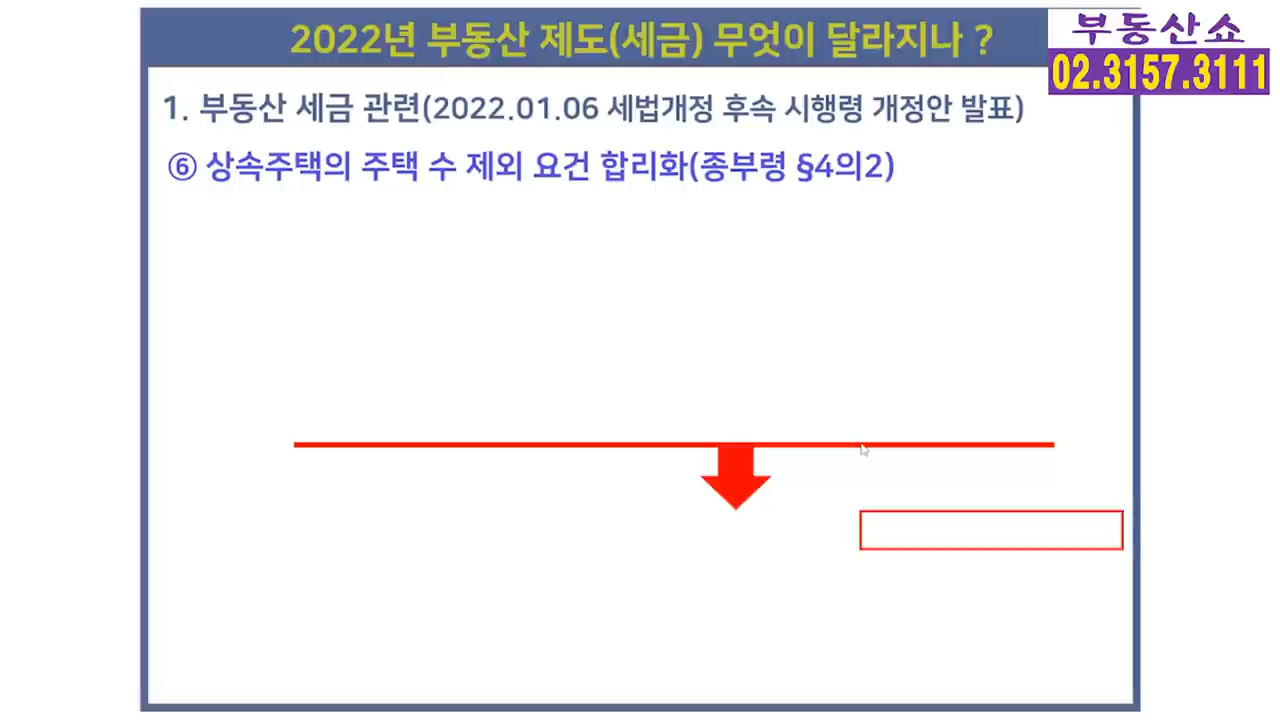 2022년 부동산 제도(세금) 무엇이 달라지나 ?
부동산쇼
02.3157.3111
1. 부동산 세금 관련(2022.01.06 세법개정 후속 시행령 개정안 발표)
⑥ 상속주택의 주택 수 제외 요건 합리화(종부령 §4의2)